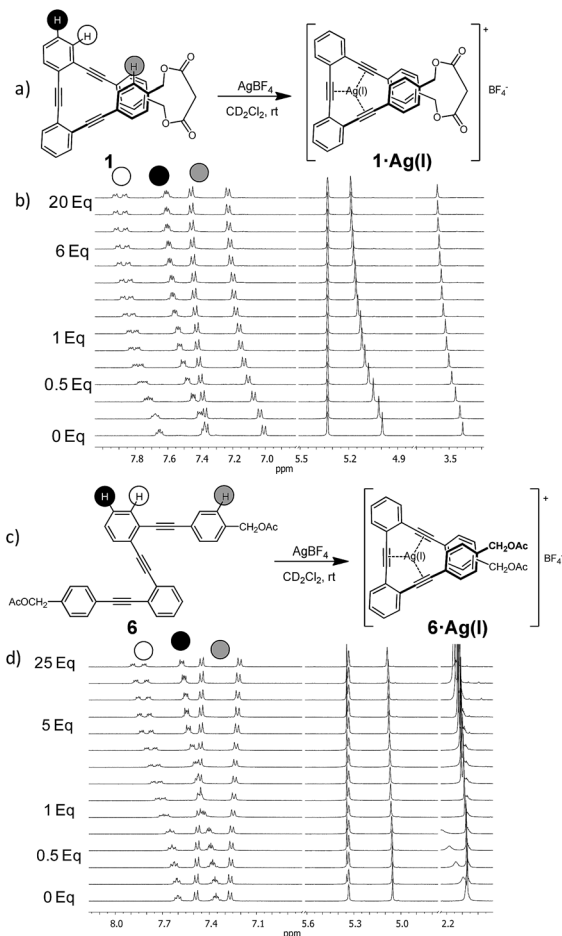 H
H
H
O
O
O
O
a)
AgBF4
CD2Cl2, rt
Ag(I)
O
O
O
O
+
BF4-
1
1·Ag(I)
b)
20 Eq
6 Eq
1 Eq
0.5 Eq
0 Eq
7.8 7.6 7.4 7.2 7.0 5.5 5.2 4.9 3.5
ppm
c)
H
H
H
CH2OAc
AcOCH2
AgBF4
CD2Cl2, rt
Ag(I)
CH2OAc
CH2OAc
+
BF4-
6
6·Ag(I)
d)
25 Eq
5 Eq
1 Eq
0.5 Eq
0 Eq
8.0 7.7 7.4 7.1 5.6 5.3 5.0 2.2
ppm